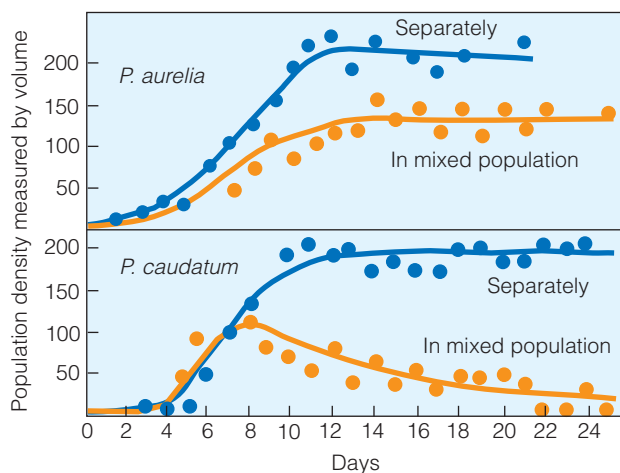 Population density measured by volume
200
150
100
50
P. aurelia
Separately
In mixed population
200
150
100
50
P. caudatum
Separately
In mixed population
0 2 4 6 8 10 12 14 16 18 20 22 24
Days